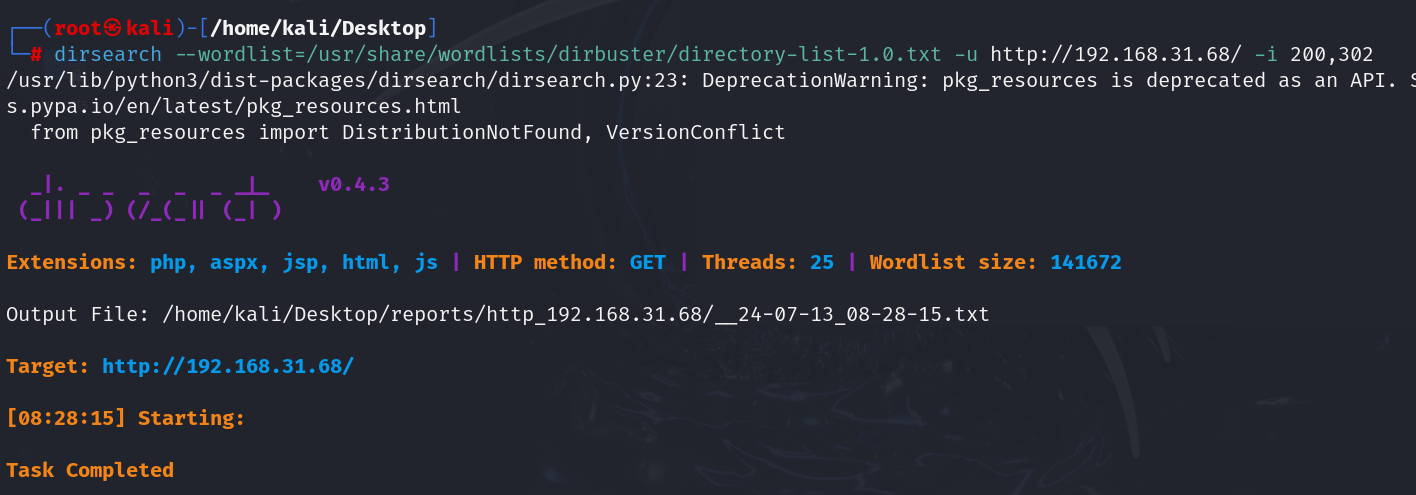 ┌──(root㉿kali)-[/home/kali/Desktop]
└─# dirsearch --wordlist=/usr/share/wordlists/dirbuster/directory-list-1.0.txt -u http://192.168.31.68/ -i 200,302
/usr/lib/python3/dist-packages/dirsearch/dirsearch.py:23: DeprecationWarning: pkg_resources is deprecated as an API. S
s.pypa.io/en/latest/pkg_resources.html
  from pkg_resources import DistributionNotFound, VersionConflict
  _|. _ _  _  _  _ _|_    v0.4.3
 (_||| _) (/_(_|| (_| )
Extensions: php, aspx, jsp, html, js | HTTP method: GET | Threads: 25 | Wordlist size: 141672
Output File: /home/kali/Desktop/reports/http_192.168.31.68/__24-07-13_08-28-15.txt
Target: http://192.168.31.68/
[08:28:15] Starting:
Task Completed